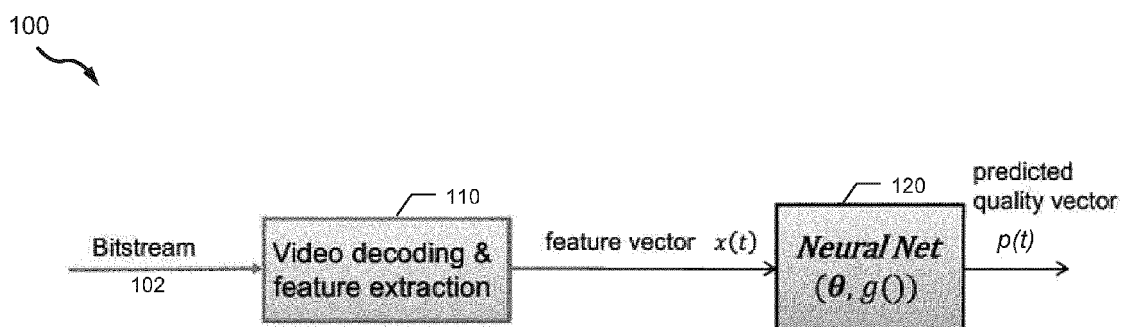 100
110
Bitstream
102
Video decoding &
feature extraction
feature vector x(t)
120
Neural Net
(θ, g())
predicted
quality vector
p(t)